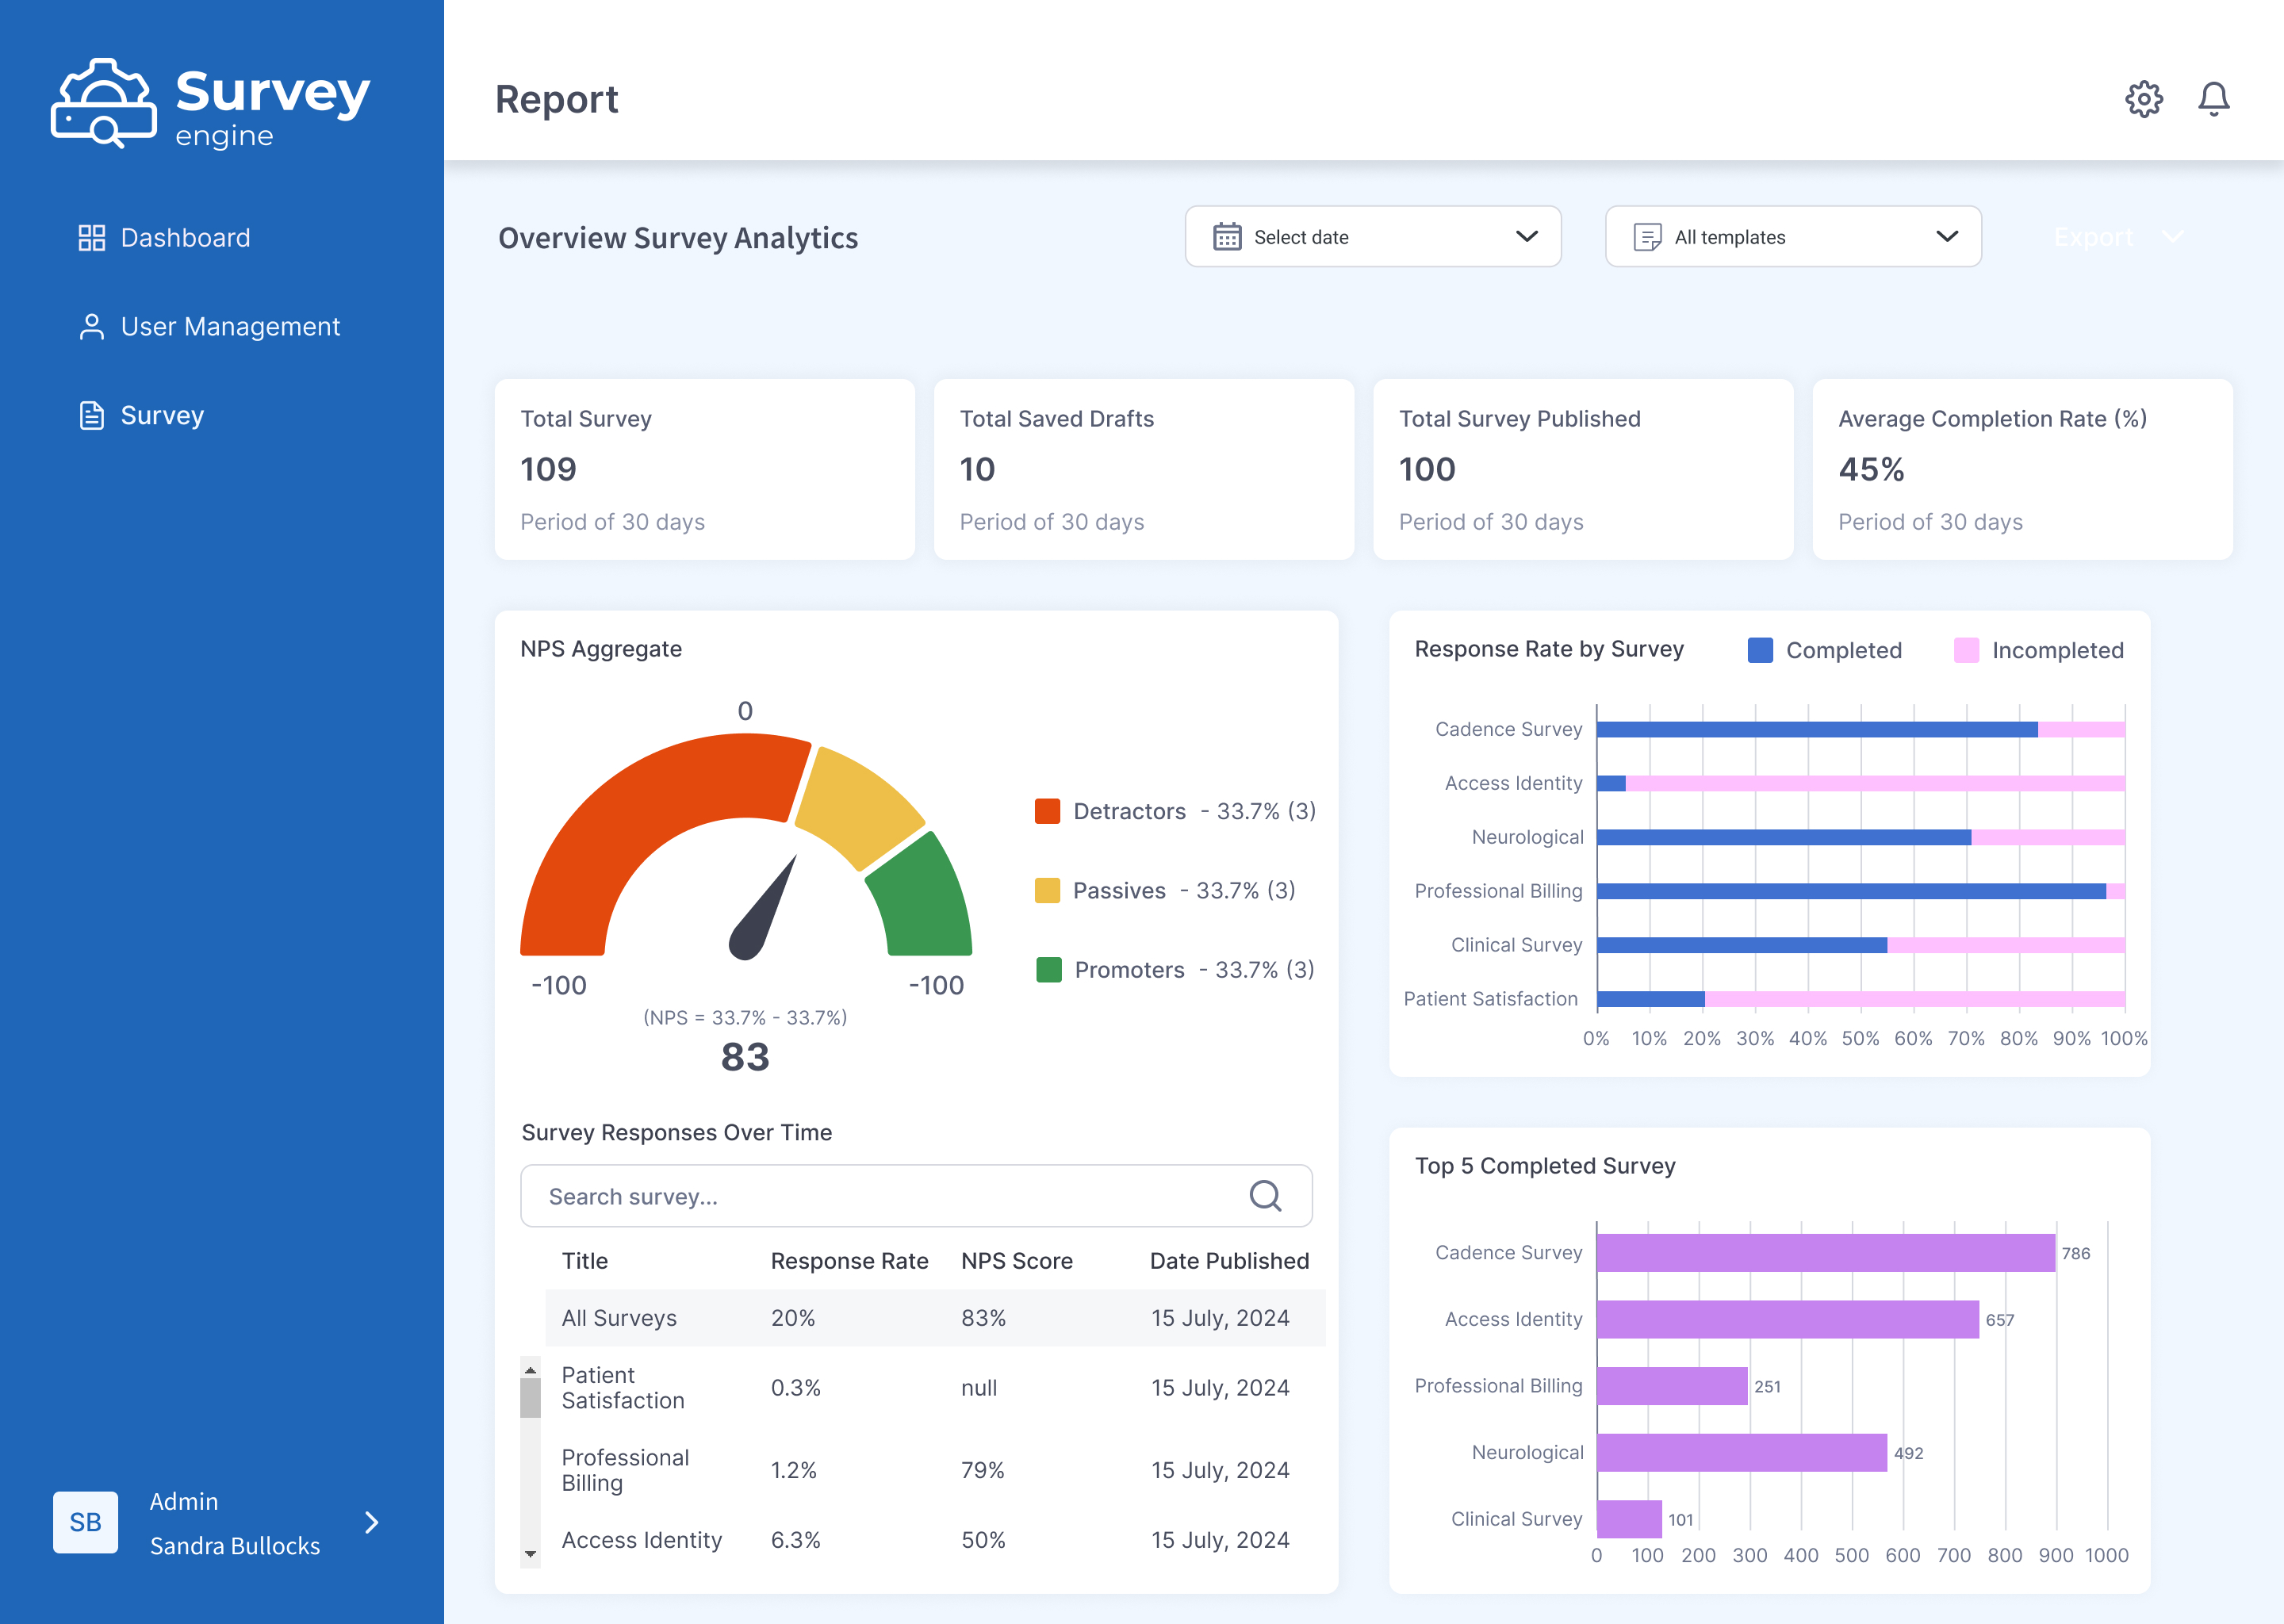 Survey
engine
Dashboard
User Management
Survey
SB
Admin
Sandra Bullocks
Report
Overview Survey Analytics
Select date
All templates
Export
Total Survey
109
Period of 30 days
Total Saved Drafts
10
Period of 30 days
Total Survey Published
100
Period of 30 days
Average Completion Rate (%)
45%
Period of 30 days
NPS Aggregate
0
-100
-100
(NPS = 33.7% - 33.7%)
83
Detractors - 33.7% (3)
Passives - 33.7% (3)
Promoters - 33.7% (3)
Survey Responses Over Time
Search survey...
Title Response Rate NPS Score Date Published
All Surveys 20% 83% 15 July, 2024
Patient
Satisfaction 0.3% null 15 July, 2024
Professional
Billing 1.2% 79% 15 July, 2024
Access Identity 6.3% 50% 15 July, 2024
Response Rate by Survey
Completed
Incompleted
Cadence Survey
Access Identity
Neurological
Professional Billing
Clinical Survey
Patient Satisfaction
0% 10% 20% 30% 40% 50% 60% 70% 80% 90% 100%
Top 5 Completed Survey
Cadence Survey 786
Access Identity 657
Professional Billing 251
Neurological 492
Clinical Survey 101
0 100 200 300 400 500 600 700 800 900 1000